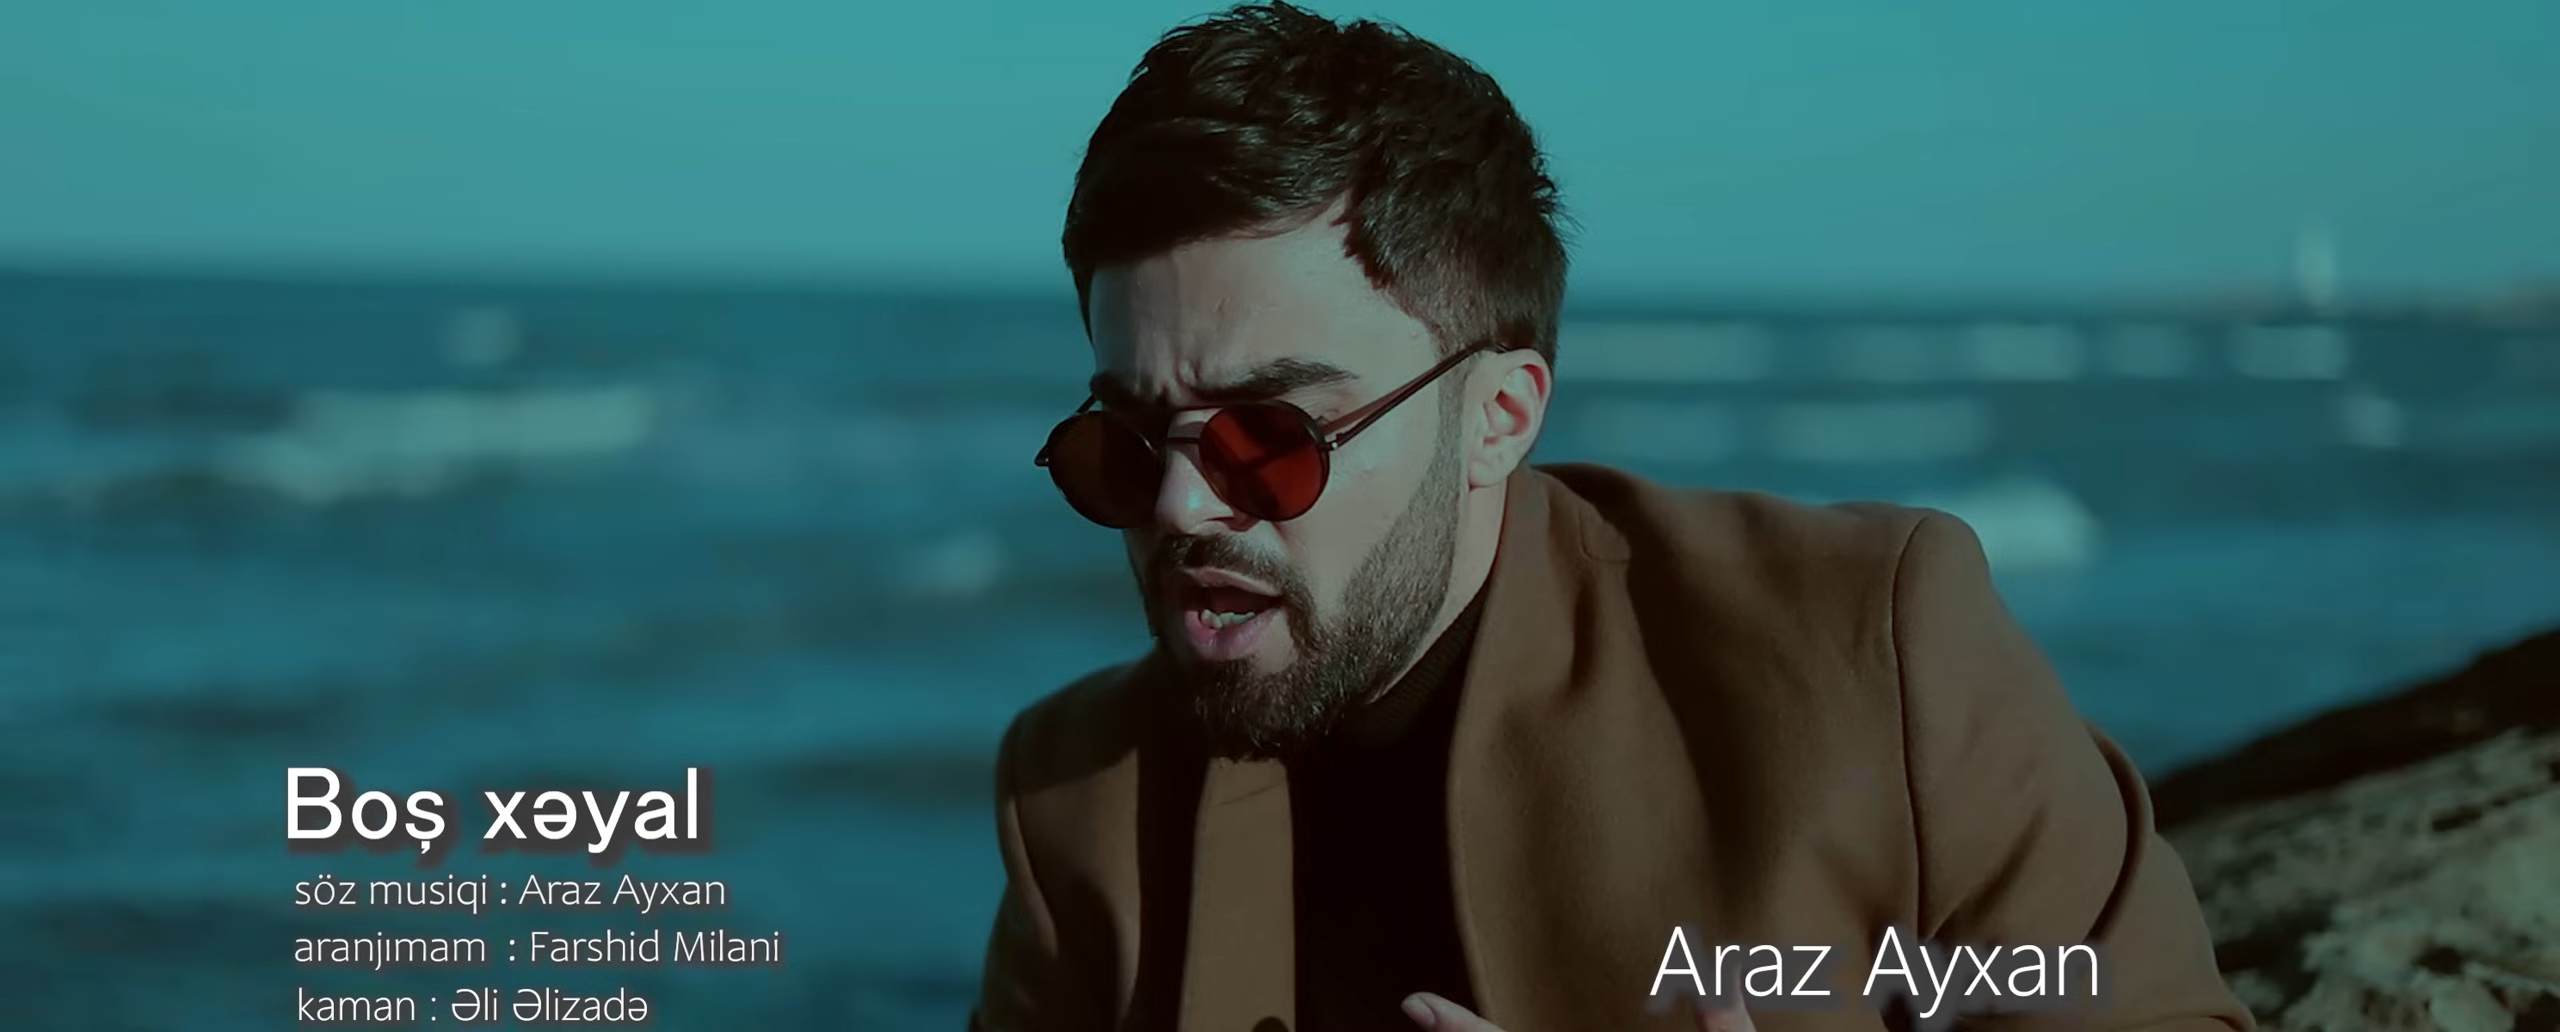 Boş xəyal
söz musiqi : Araz Ayxan
aranjımam : Farshid Milani
kaman : Əli Əlizadə
Araz Ayxan